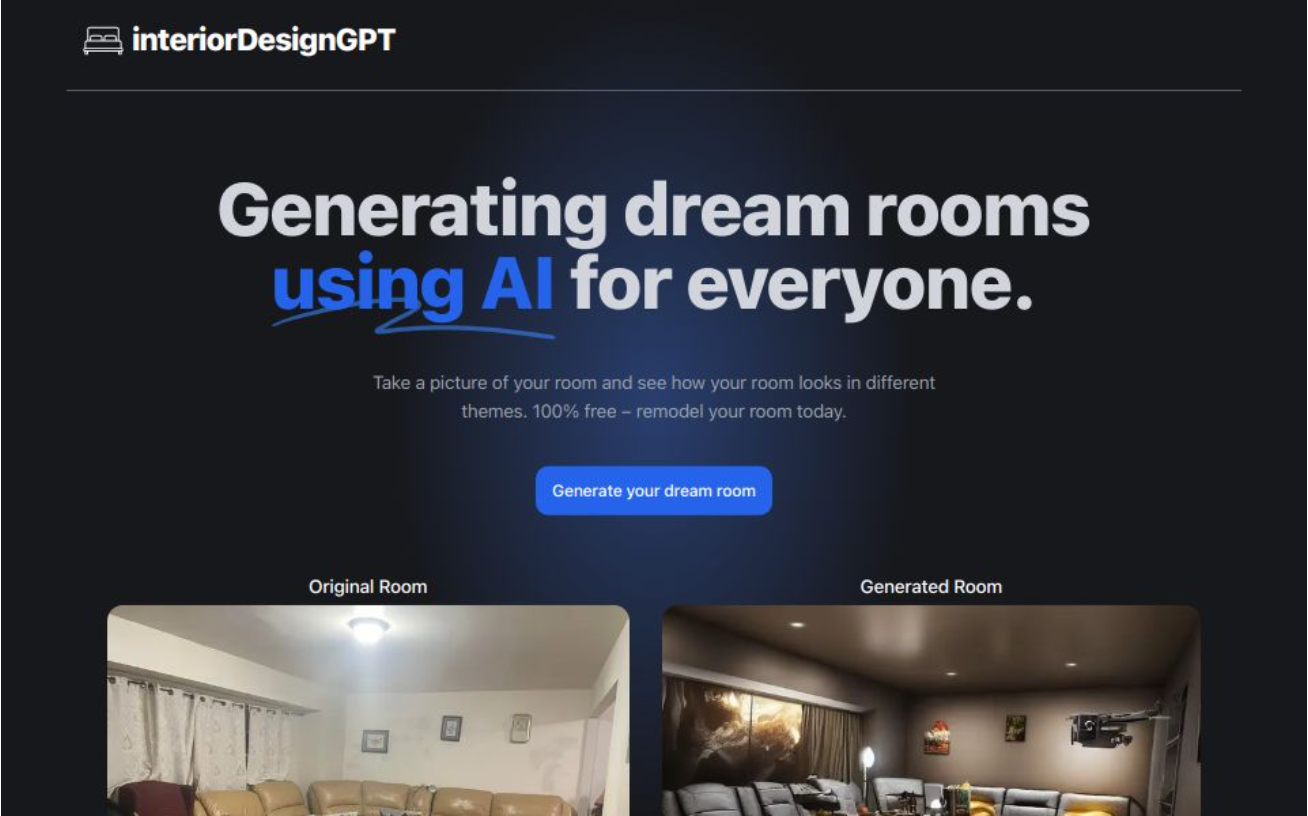 interiorDesignGPT
Generating dream rooms
using AI for everyone.
Take a picture of your room and see how your room looks in different
themes. 100% free – remodel your room today.
Generate your dream room
Original Room
Generated Room